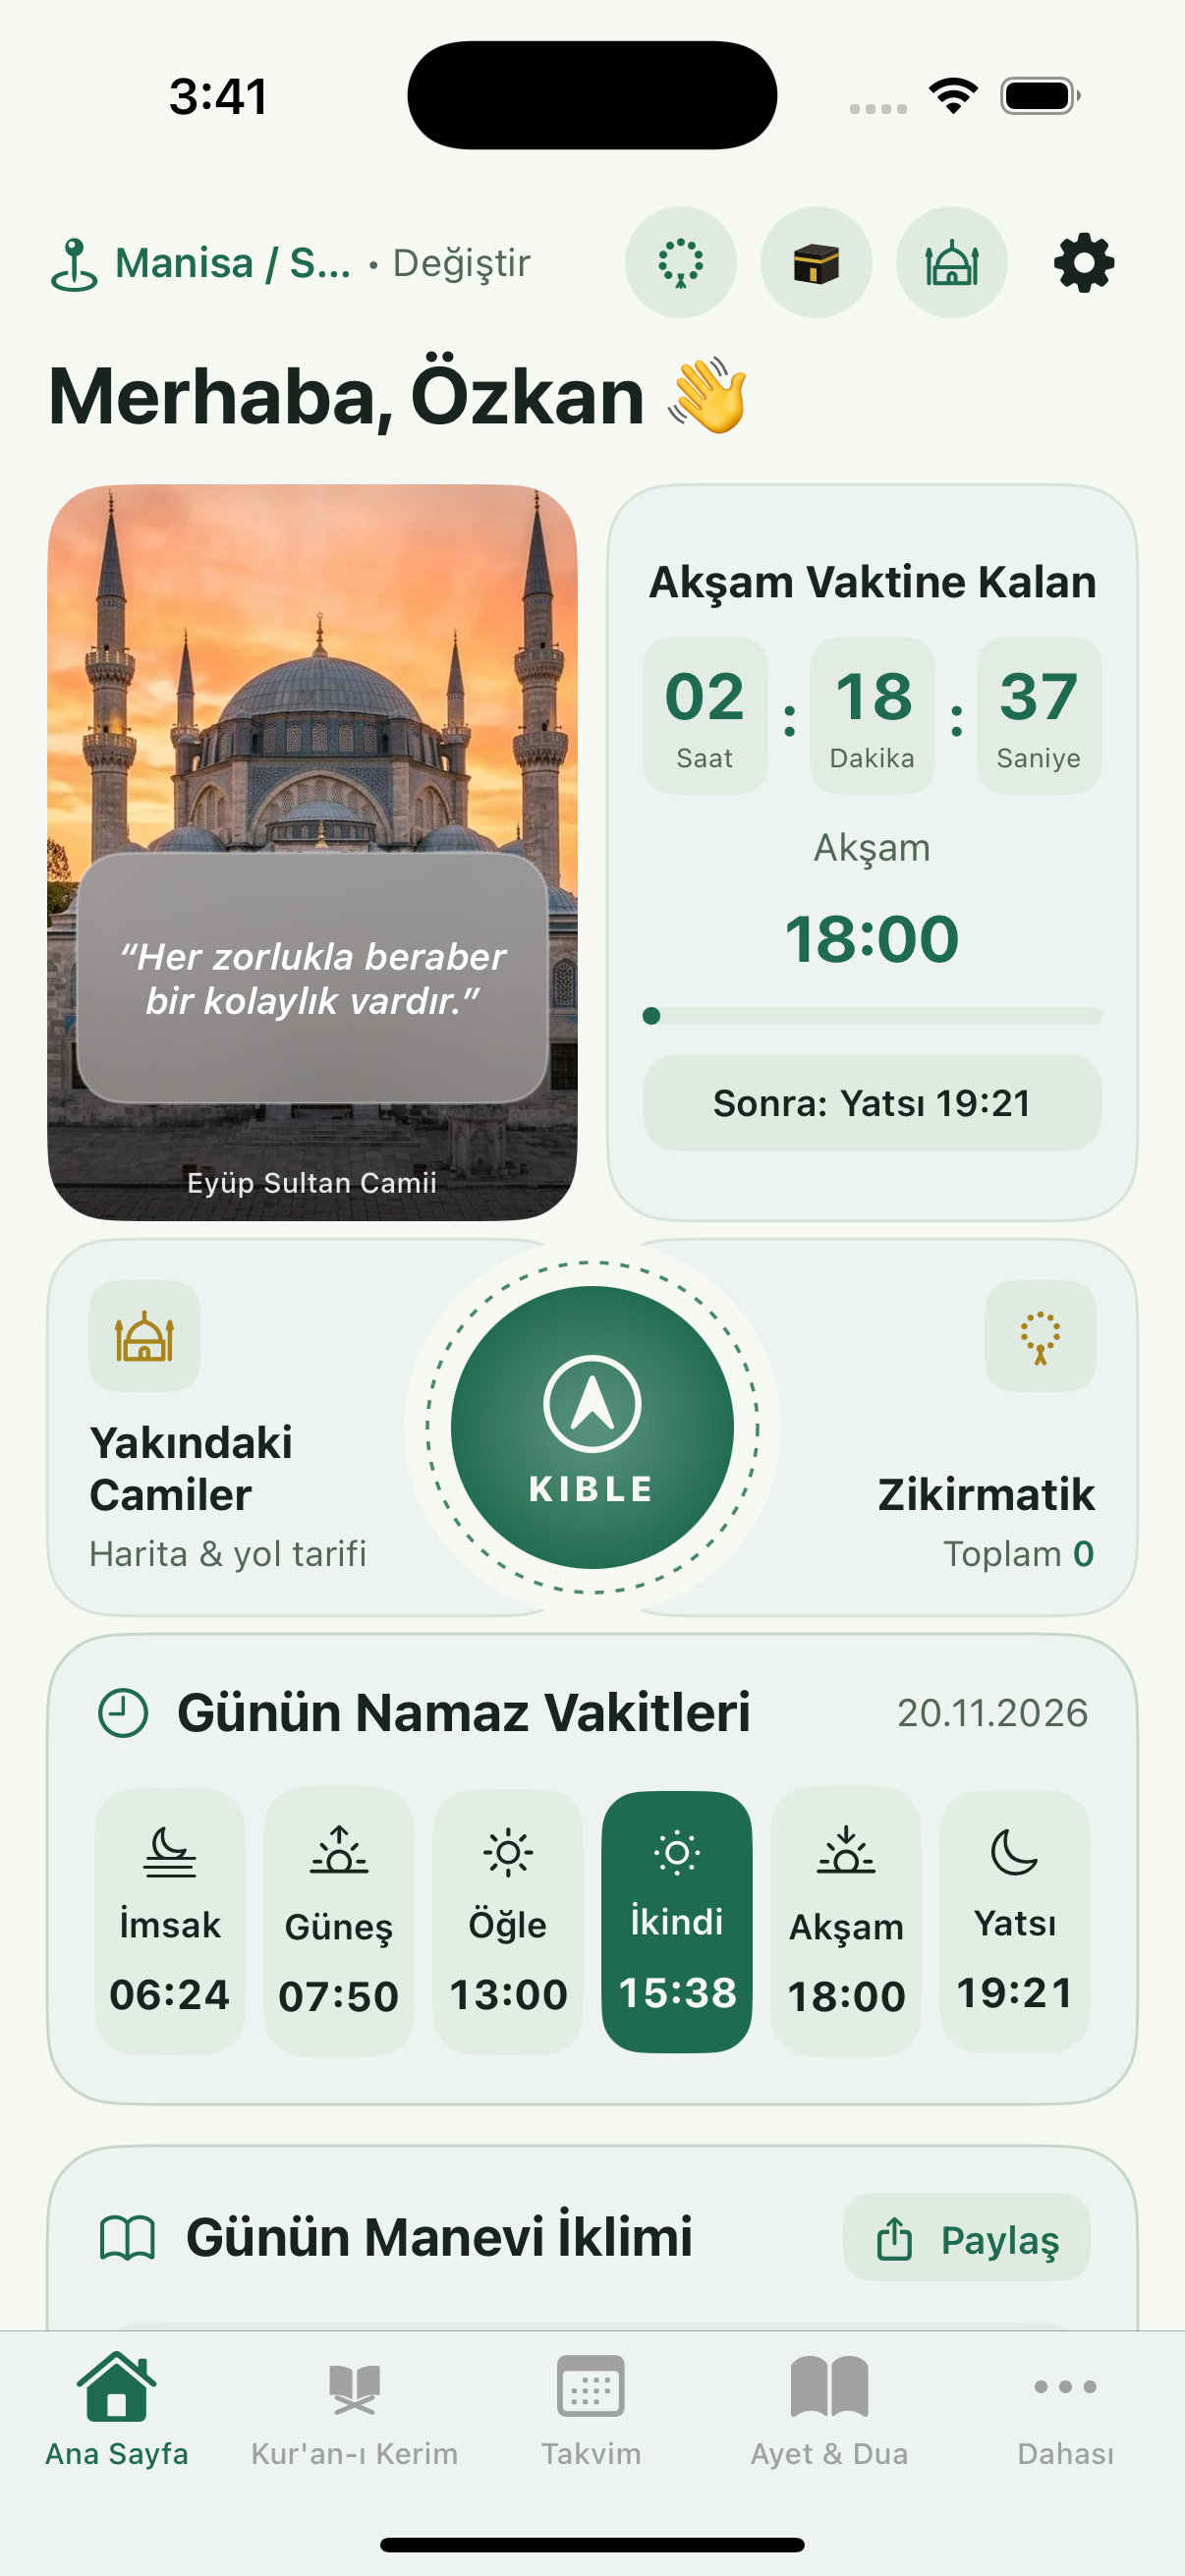 3:41
Manisa / S... • Değiştir
Merhaba, Özkan 👋
“Her zorlukla beraber
bir kolaylık vardır.”
Eyüp Sultan Camii
Akşam Vaktine Kalan
02 : 18 : 37
Saat Dakika Saniye
Akşam
18:00
Sonra: Yatsı 19:21
Yakındaki
Camiler
Harita & yol tarifi
KIBLE
Zikirmatik
Toplam 0
Günün Namaz Vakitleri 20.11.2026
İmsak Güneş Öğle İkindi Akşam Yatsı
06:24 07:50 13:00 15:38 18:00 19:21
Günün Manevi İklimi Paylaş
Ana Sayfa Kur'an-ı Kerim Takvim Ayet & Dua Dahası